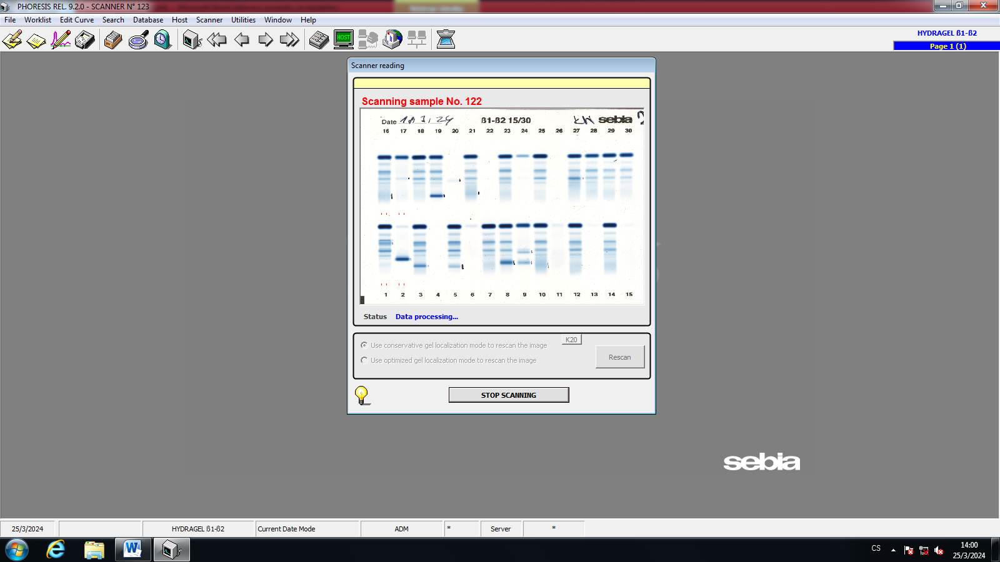 PHORESIS REL. 9.2.0 - SCANNER N° 123
File Worklist Edit Curve Search Database Host Scanner Utilities Window Help
HOST
HYDRAGEL ß1-ß2
Page 1 (1)
Scanner reading
Scanning sample No. 122
Date ß1-ß2 15/30 sebia
16 17 18 19 20 21 22 23 24 25 26 27 28 29 30
1 2 3 4 5 6 7 8 9 10 11 12 13 14 15
Status Data processing...
K20
Use conservative gel localization mode to rescan the image
Use optimized gel localization mode to rescan the image
Rescan
STOP SCANNING
sebia
25/3/2024 HYDRAGEL ß1-ß2 Current Date Mode ADM * Server *
CS
14:00
25/3/2024